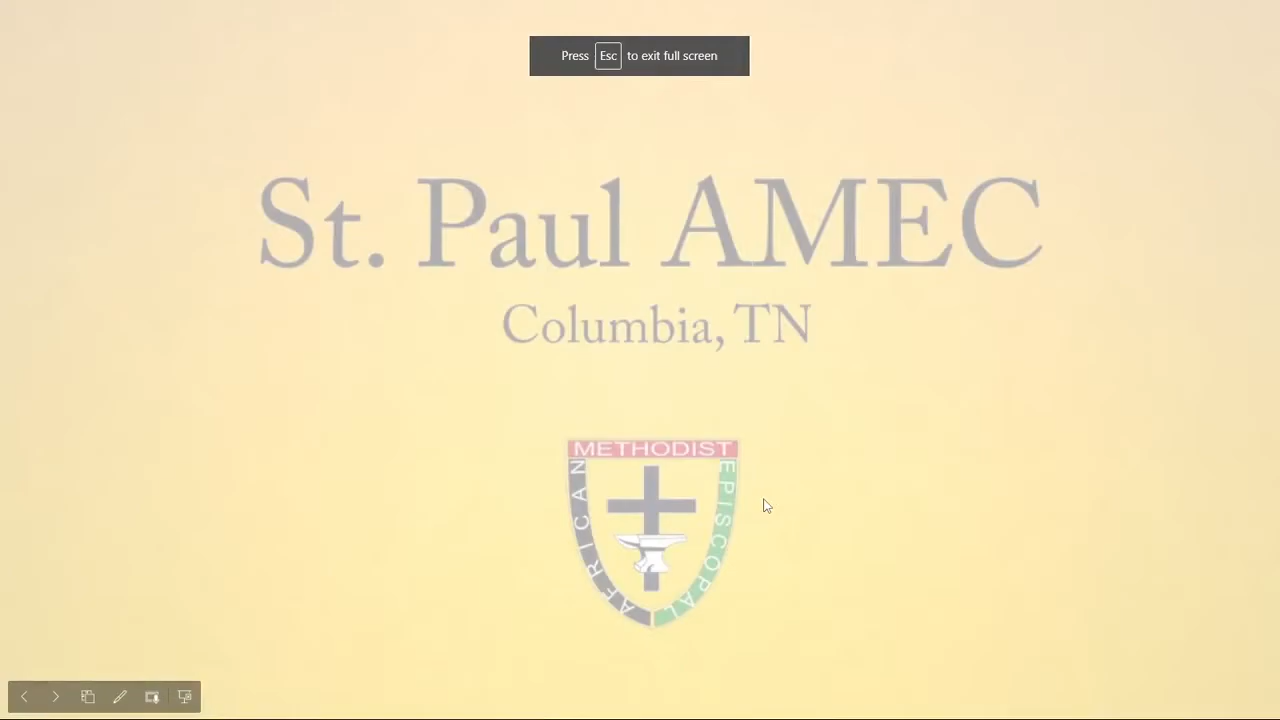 Press Esc to exit full screen
St. Paul AMEC
Columbia, TN
METHODIST
AFRICAN
EPISCOPAL